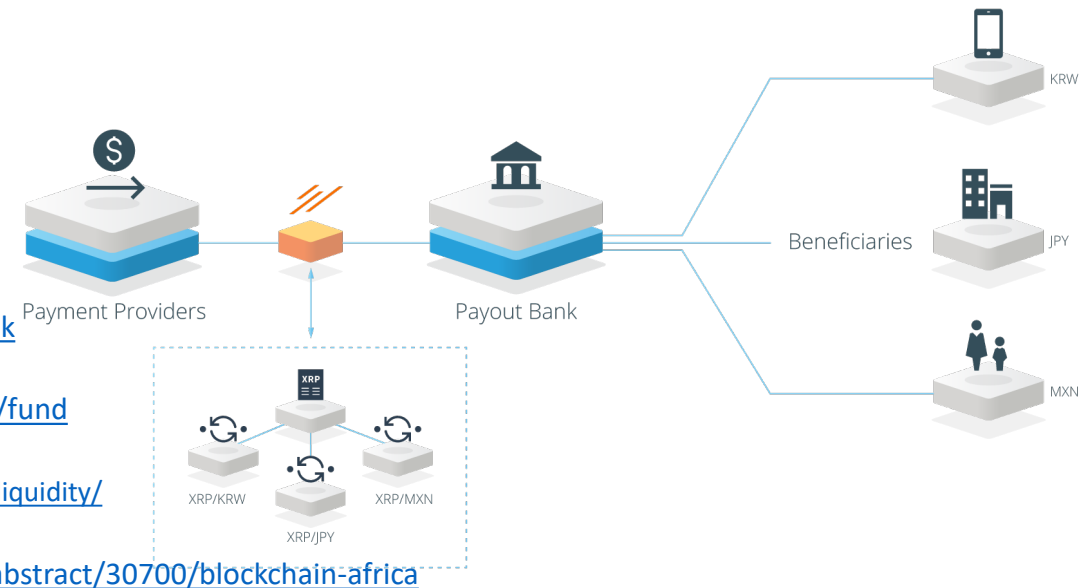 KRW
$
Beneficiaries
JPY
Payment Providers
Payout Bank
k
XRP
MXN
/fund
XRP/KRW
XRP/MXN
iquidity/
XRP/JPY
abstract/30700/blockchain-africa